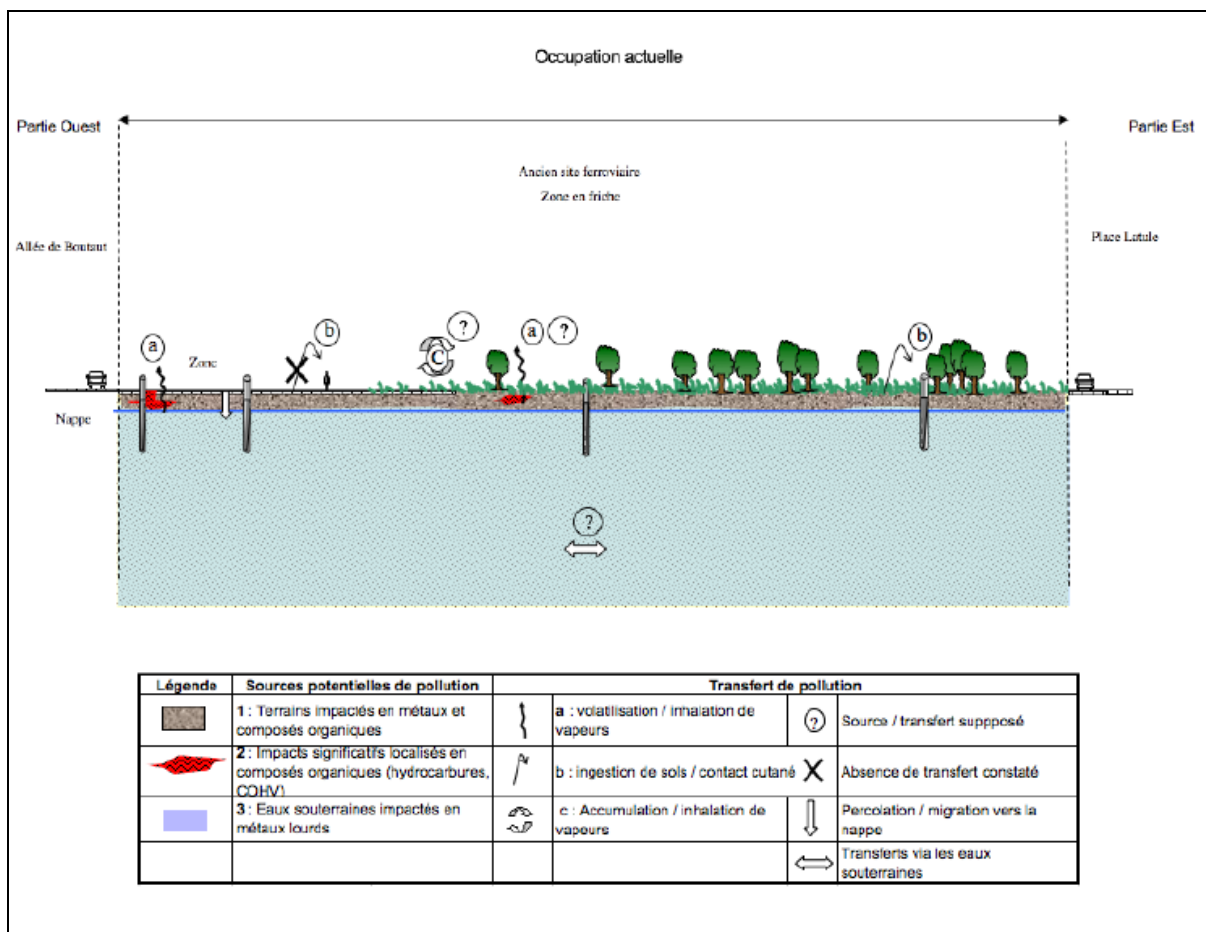 Occupation actuelle
Partie Ouest
Partie Est
Ancien site ferroviaire
Zone en friche
Allée de Boutaut
Place Latule
a
Zone
b
?
C
a
?
b
Nappe
?
Légende
Sources potentielles de pollution
Transfert de pollution
1 : Terrains impactés en métaux et
composés organiques
a : volatilisation / inhalation de
vapeurs
?
Source / transfert suppposé
2 : Impacts significatifs localisés en
composés organiques (hydrocarbures,
COHV)
b : ingestion de sols / contact cutané
Absence de transfert constaté
3 : Eaux souterraines impactés en
métaux lourds
c : Accumulation / inhalation de
vapeurs
Percolation / migration vers la
nappe
Transferts via les eaux
souterraines